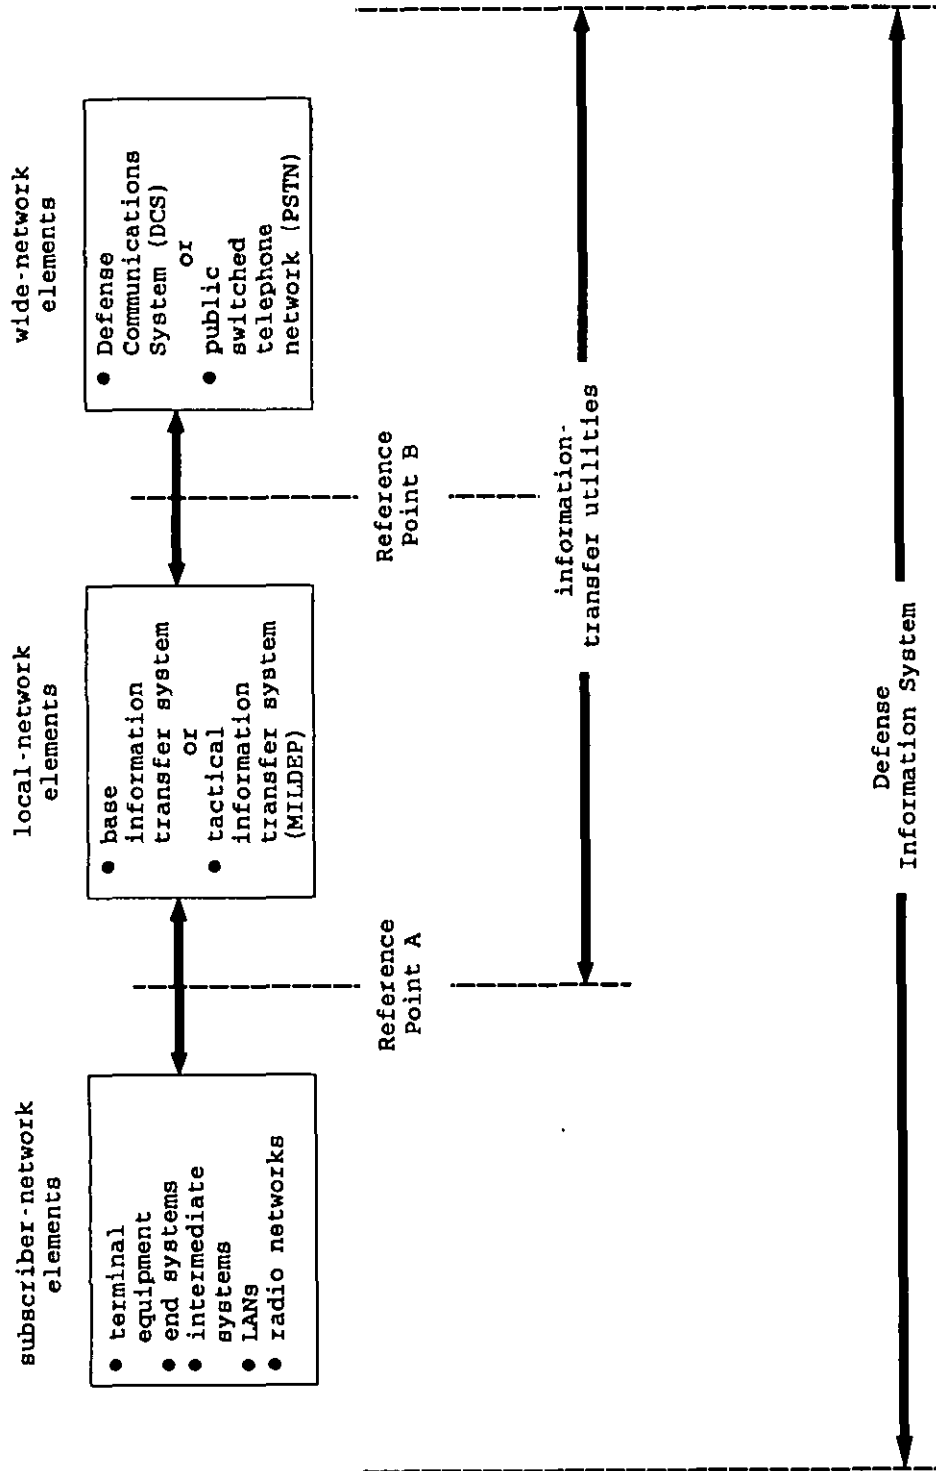 subscriber-network
elements
• terminal
equipment
• end systems
• intermediate
systems
• LANs
• radio networks
local-network
elements
• base
information
transfer system
or
• tactical
information
transfer system
(MILDEP)
wide-network
elements
• Defense
Communications
System (DCS)
or
• public
switched
telephone
network (PSTN)
Reference
Point A
Reference
Point B
information-
transfer utilities
Defense
Information System